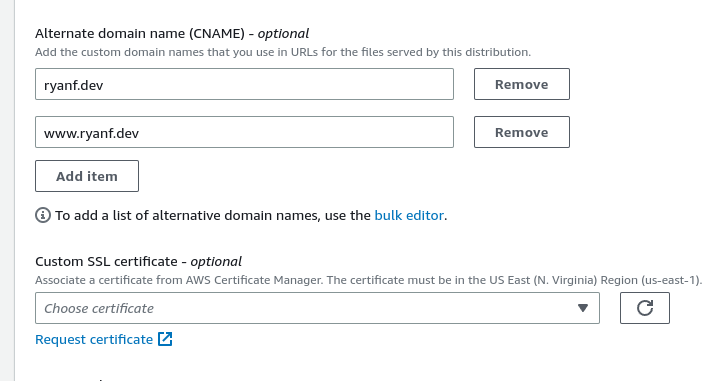 Alternate domain name (CNAME) - optional
Add the custom domain names that you use in URLs for the files served by this distribution.
ryanf.dev
Remove
www.ryanf.dev
Remove
Add item
To add a list of alternative domain names, use the bulk editor.
Custom SSL certificate - optional
Associate a certificate from AWS Certificate Manager. The certificate must be in the US East (N. Virginia) Region (us-east-1).
Choose certificate
Request certificate